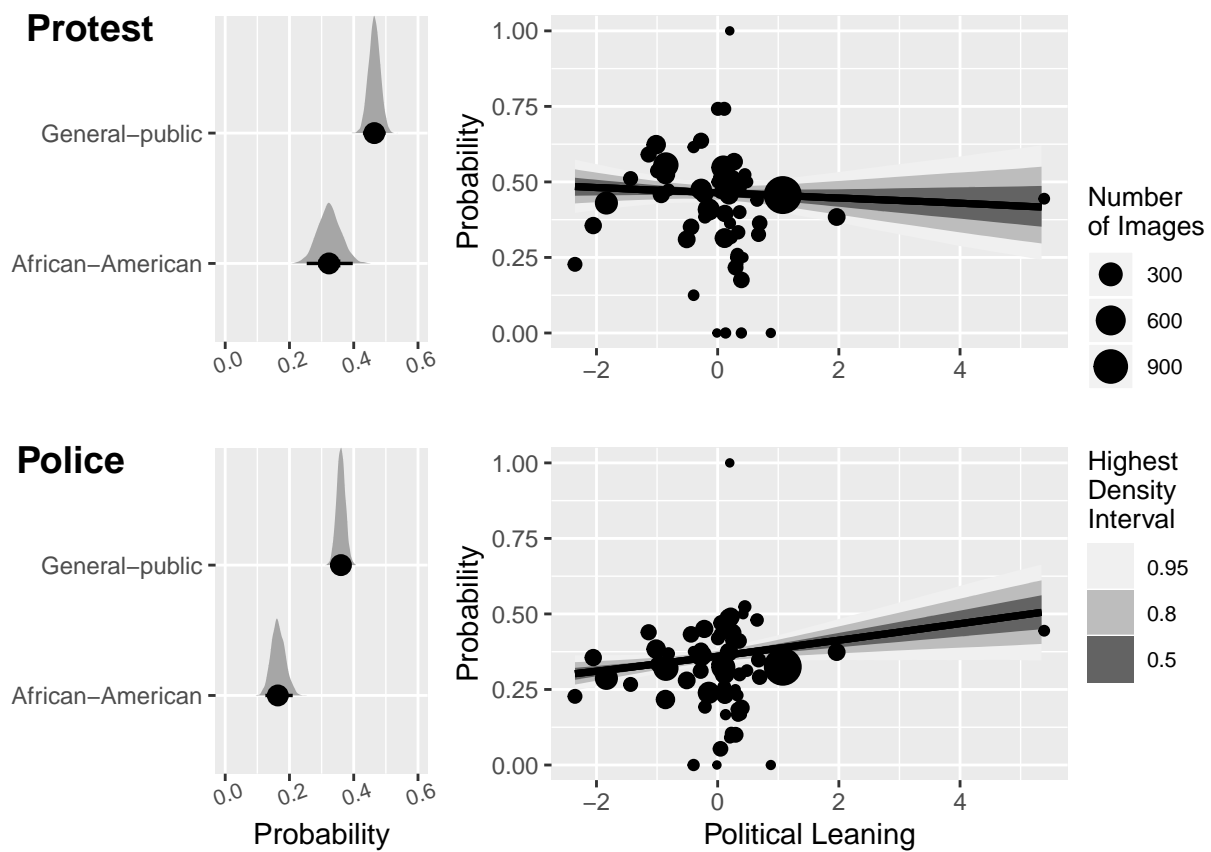 Protest
General−public
African−American
0.0 0.2 0.4 0.6
Probability
1.00
0.75
0.50
0.25
0.00
−2 0 2 4
Number
of Images
300
600
900
Police
General−public
African−American
0.0 0.2 0.4 0.6
Probability
Probability
1.00
0.75
0.50
0.25
0.00
−2 0 2 4
Political Leaning
Highest
Density
Interval
0.95
0.8
0.5